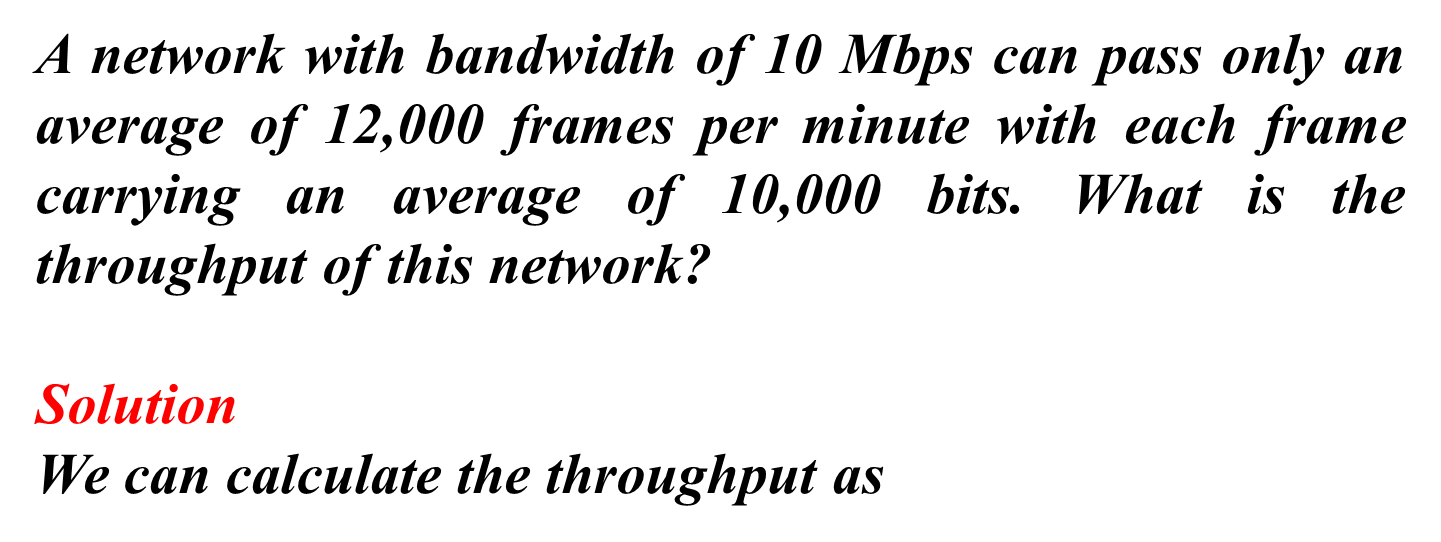 A network with bandwidth of 10 Mbps can pass only an
average of 12,000 frames per minute with each frame
carrying an average of 10,000 bits. What is the
throughput of this network?
Solution
We can calculate the throughput as